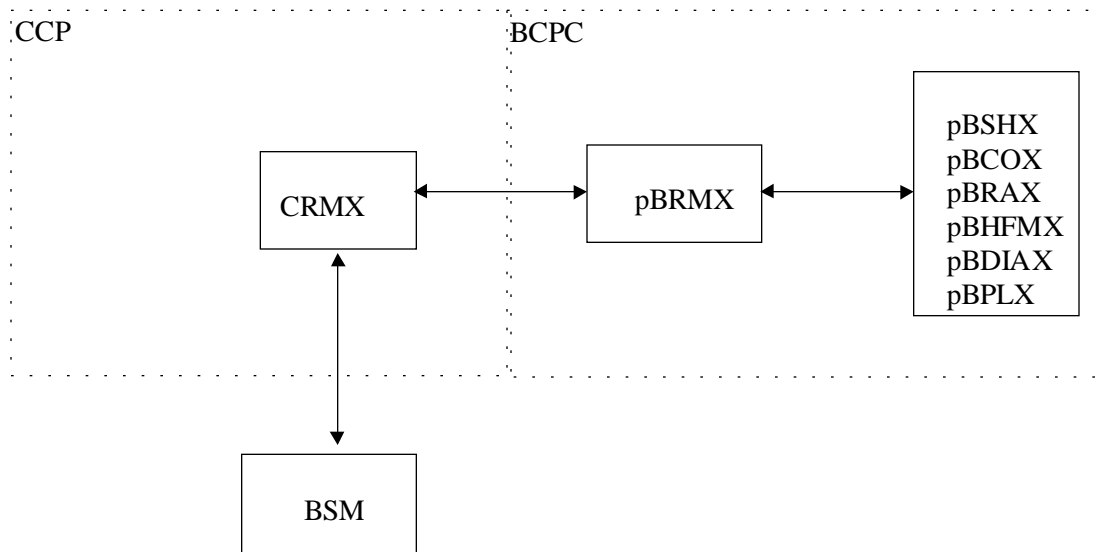 CCP
BCPC
CRMX
pBRMX
pBSHX
pBCOX
pBRAX
pBHFMX
pBDIAX
pBPLX
BSM